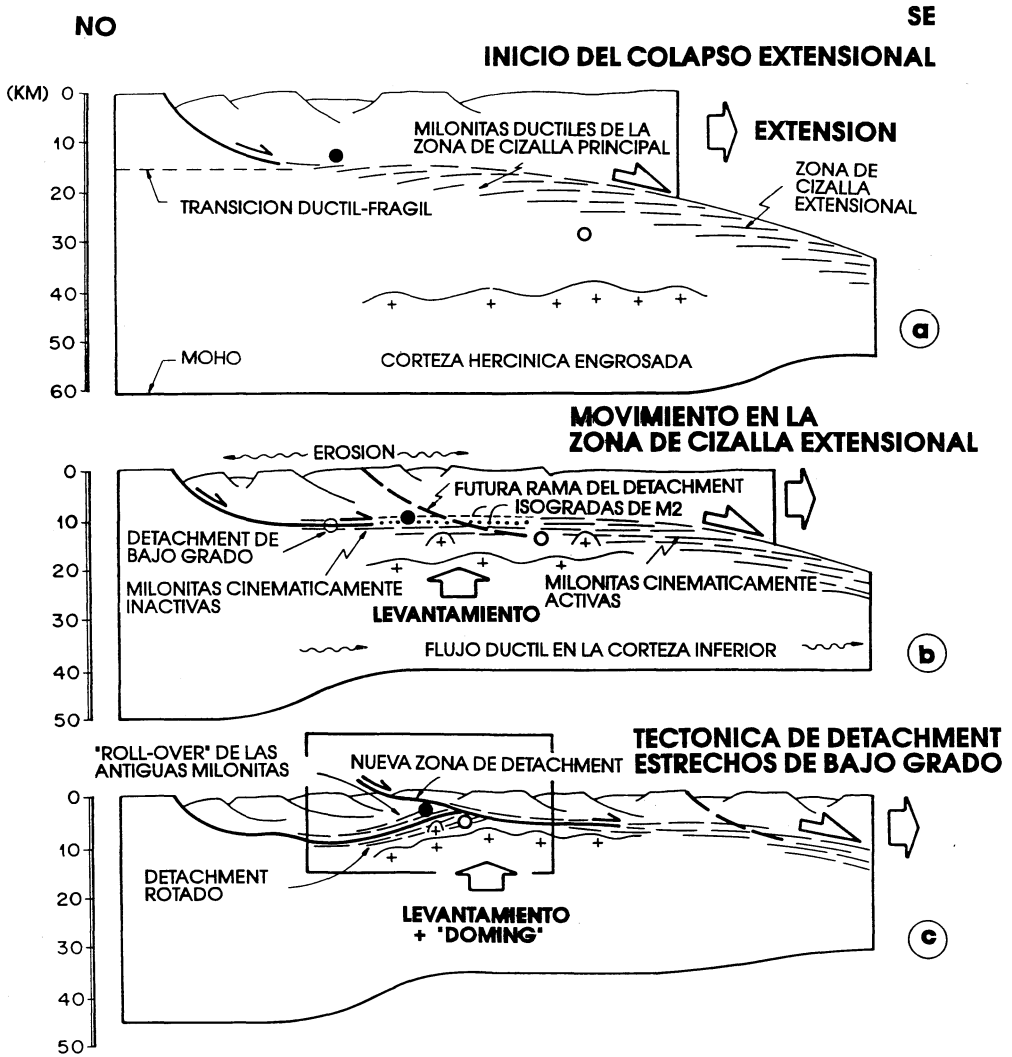 NO
SE
INICIO DEL COLAPSO EXTENSIONAL
(KM) 0
10
20
30
40
50
60
MILONITAS DUCTILES DE LA
ZONA DE CIZALLA PRINCIPAL
EXTENSION
ZONA DE
CIZALLA
EXTENSIONAL
TRANSICION DUCTIL-FRAGIL
MOHO
CORTEZA HERCINICA ENGROSADA
a
MOVIMIENTO EN LA
ZONA DE CIZALLA EXTENSIONAL
EROSION
0
10
20
30
40
50
FUTURA RAMA DEL DETACHMENT
ISOGRADAS DE M2
DETACHMENT DE
BAJO GRADO
MILONITAS CINEMATICAMENTE
INACTIVAS
MILONITAS CINEMATICAMENTE
ACTIVAS
LEVANTAMIENTO
FLUJO DUCTIL EN LA CORTEZA INFERIOR
b
TECTONICA DE DETACHMENT
ESTRECHOS DE BAJO GRADO
"ROLL-OVER" DE LAS
ANTIGUAS MILONITAS
NUEVA ZONA DE DETACHMENT
0
10
20
30
40
50
DETACHMENT
ROTADO
LEVANTAMIENTO
+ "DOMING"
c